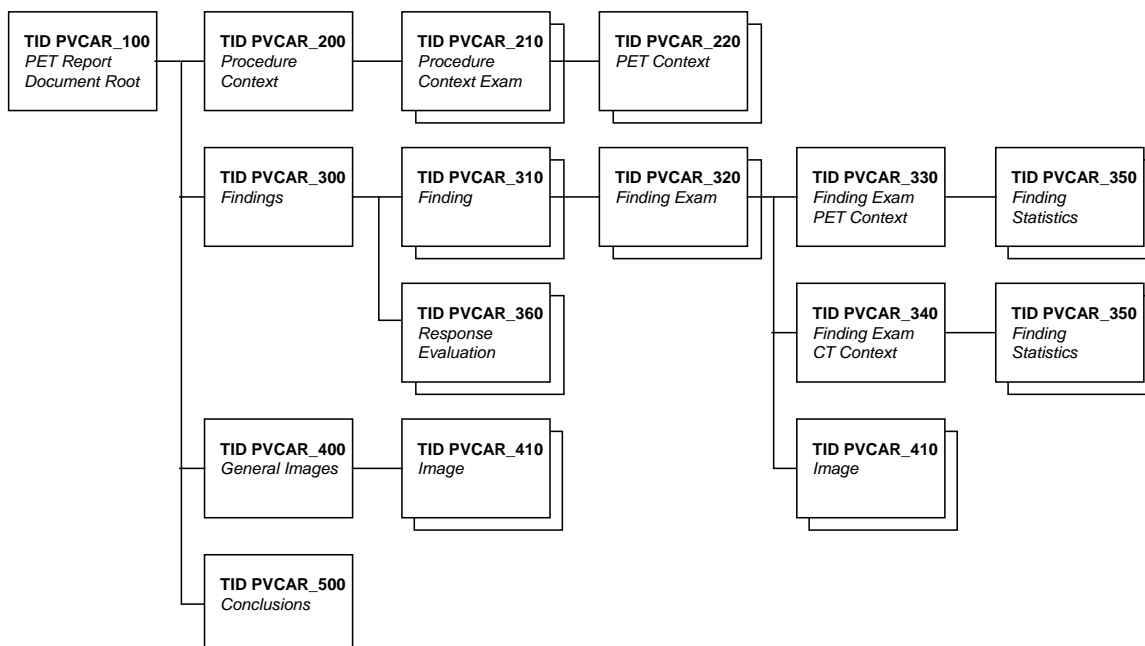 TID PVCAR_100
PET Report
Document Root
TID PVCAR_200
Procedure
Context
TID PVCAR_210
Procedure
Context Exam
TID PVCAR_220
PET Context
TID PVCAR_300
Findings
TID PVCAR_310
Finding
TID PVCAR_320
Finding Exam
TID PVCAR_330
Finding Exam
PET Context
TID PVCAR_350
Finding
Statistics
TID PVCAR_360
Response
Evaluation
TID PVCAR_340
Finding Exam
CT Context
TID PVCAR_350
Finding
Statistics
TID PVCAR_400
General Images
TID PVCAR_410
Image
TID PVCAR_410
Image
TID PVCAR_500
Conclusions